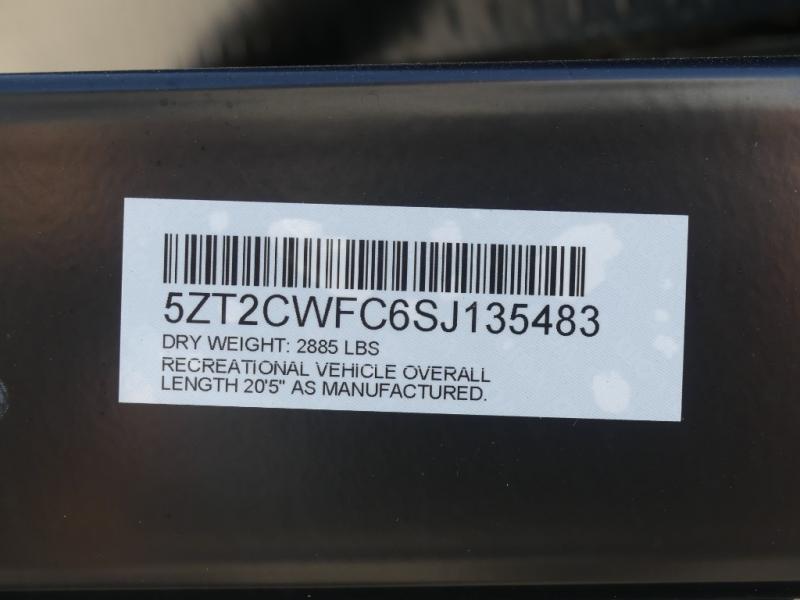 5ZT2CWFC6SJ135483
DRY WEIGHT: 2885 LBS
RECREATIONAL VEHICLE OVERALL
LENGTH 20'5" AS MANUFACTURED.